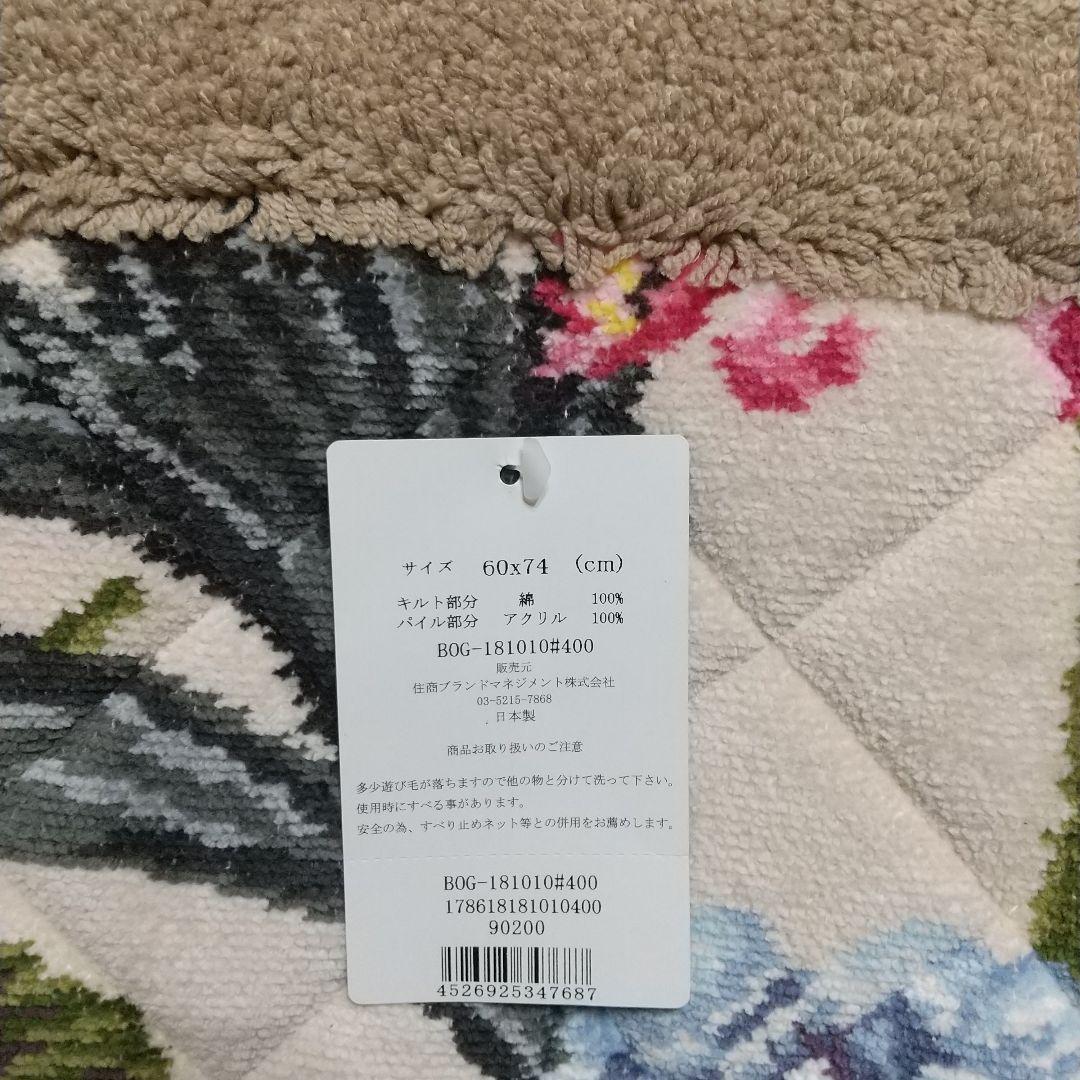 サイズ 60x74 (cm)
キルト部分 綿 100%
パイル部分 アクリル 100%
BOG-181010#400
販売元
住商ブランドマネジメント株式会社
03-5215-7868
日本製
商品お取り扱いのご注意
多少遊び毛が落ちますので他の物と分けて洗って下さい。
使用時にすべる事があります。
安全の為、すべり止めネット等との併用をお薦めします。
BOG-181010#400
178618181010400
90200
4526925347687